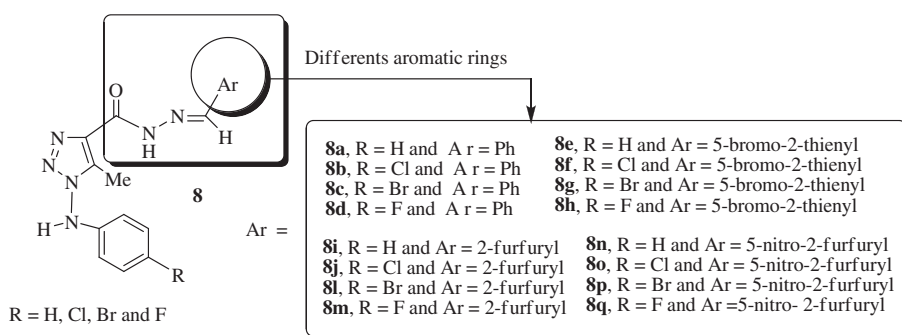 Differents aromatic rings
Ar
O
N
N
H
H
N
N
N
Me
8
N
H
R
R = H, Cl, Br and F
Ar =
8a, R = H and A r = Ph
8b, R = Cl and A r = Ph
8c, R = Br and A r = Ph
8d, R = F and A r = Ph
8e, R = H and Ar = 5-bromo-2-thienyl
8f, R = Cl and Ar = 5-bromo-2-thienyl
8g, R = Br and Ar = 5-bromo-2-thienyl
8h, R = F and Ar = 5-bromo-2-thienyl
8i, R = H and Ar = 2-furfuryl
8j, R = Cl and Ar = 2-furfuryl
8l, R = Br and Ar = 2-furfuryl
8m, R = F and Ar = 2-furfuryl
8n, R = H and Ar = 5-nitro-2-furfuryl
8o, R = Cl and Ar = 5-nitro-2-furfuryl
8p, R = Br and Ar = 5-nitro-2-furfuryl
8q, R = F and Ar =5-nitro- 2-furfuryl